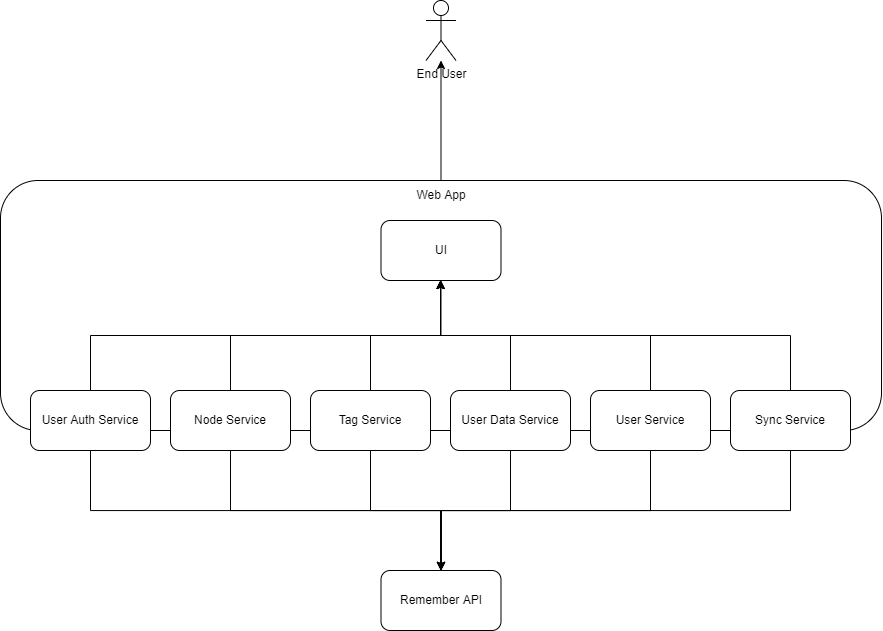 End User
Web App
UI
User Auth Service
Node Service
Tag Service
User Data Service
User Service
Sync Service
Remember API